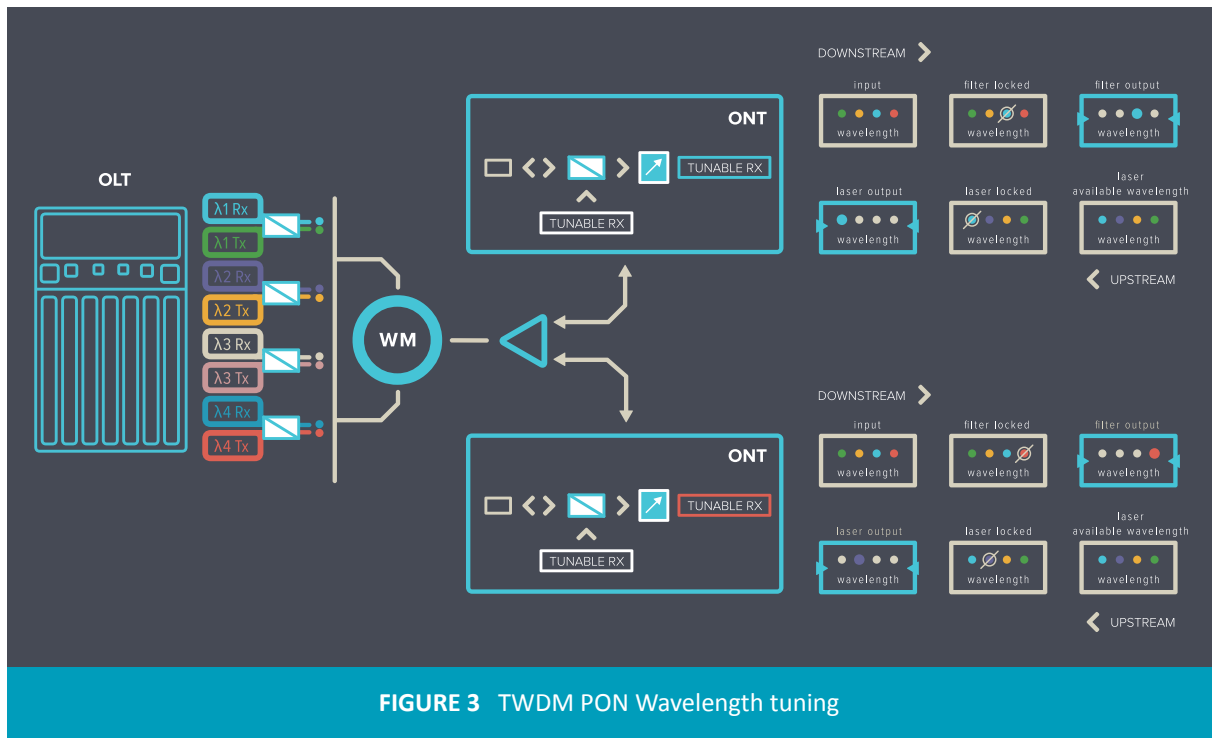 OLT
λ1 Rx
λ1 Tx
λ2 Rx
λ2 Tx
λ3 Rx
λ3 Tx
λ4 Rx
λ4 Tx
WM
ONT
TUNABLE RX
TUNABLE RX
ONT
TUNABLE RX
TUNABLE RX
DOWNSTREAM
input
wavelength
filter locked
wavelength
filter output
wavelength
laser output
wavelength
laser locked
wavelength
laser
available wavelength
wavelength
UPSTREAM
DOWNSTREAM
input
wavelength
filter locked
wavelength
filter output
wavelength
laser output
wavelength
laser locked
wavelength
laser
available wavelength
wavelength
UPSTREAM
FIGURE 3 TWDM PON Wavelength tuning